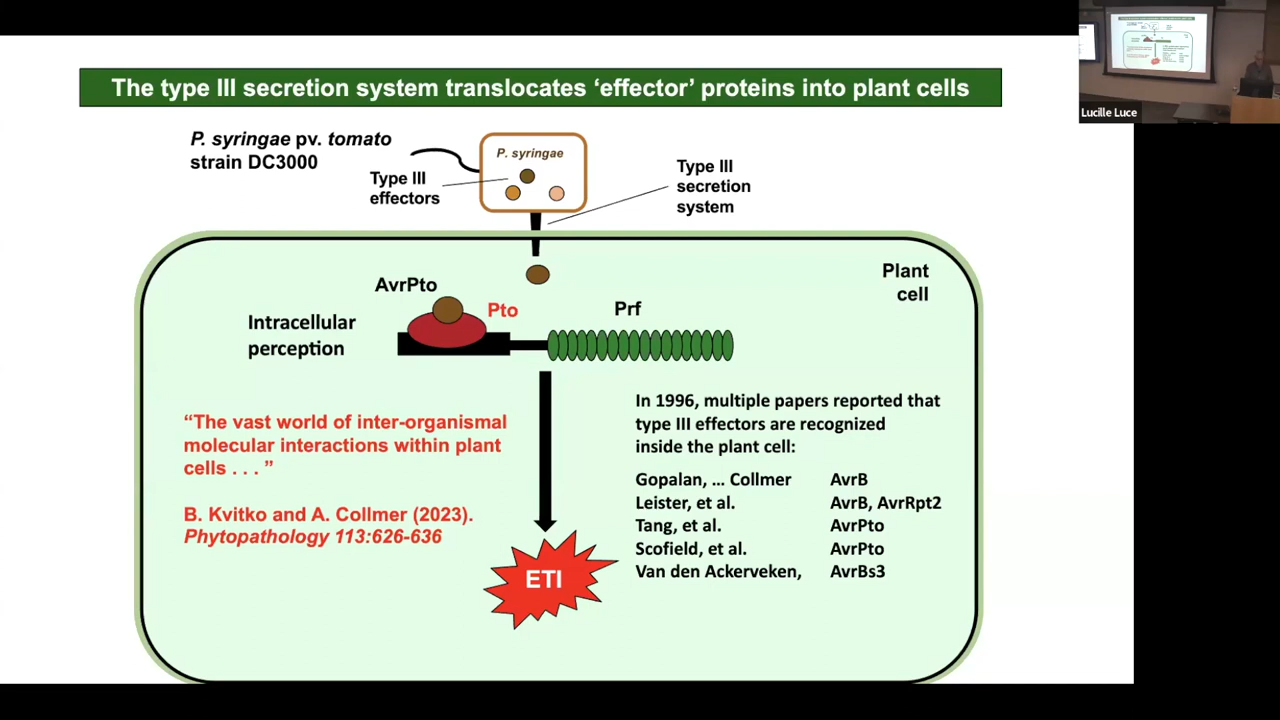 The type III secretion system translocates ‘effector’ proteins into plant cells
Lucille Luce
P. syringae pv. tomato
strain DC3000
P. syringae
Type III
effectors
Type III
secretion
system
Plant
cell
AvrPto
Pto
Prf
Intracellular
perception
“The vast world of inter-organismal
molecular interactions within plant
cells . . . ”
B. Kvitko and A. Collmer (2023).
Phytopathology 113:626-636
In 1996, multiple papers reported that
type III effectors are recognized
inside the plant cell:
Gopalan, ... Collmer AvrB
Leister, et al. AvrB, AvrRpt2
Tang, et al. AvrPto
Scofield, et al. AvrPto
Van den Ackerveken, AvrBs3
ETI